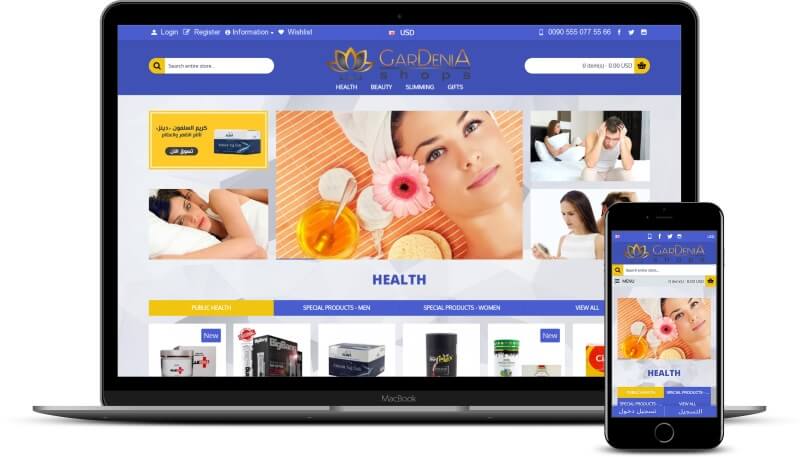 Login
Register
Information
Wishlist
USD
0090 555 077 55 66
Search entire store...
GARDENIA
shops
0 item(s) - 0.00 USD
HEALTH
BEAUTY
SLIMMING
GIFTS
تسوق الآن
HEALTH
PUBLIC HEALTH
SPECIAL PRODUCTS - MEN
SPECIAL PRODUCTS - WOMEN
VIEW ALL
New
New
MacBook
USD
GARDENIA
shops
Search entire store...
MENU
0 item(s) - 0.00 USD
HEALTH
PUBLIC HEALTH
SPECIAL PRODUCTS - ...
SPECIAL PRODUCTS - ...
VIEW ALL
تسجيل دخول
التسجيل